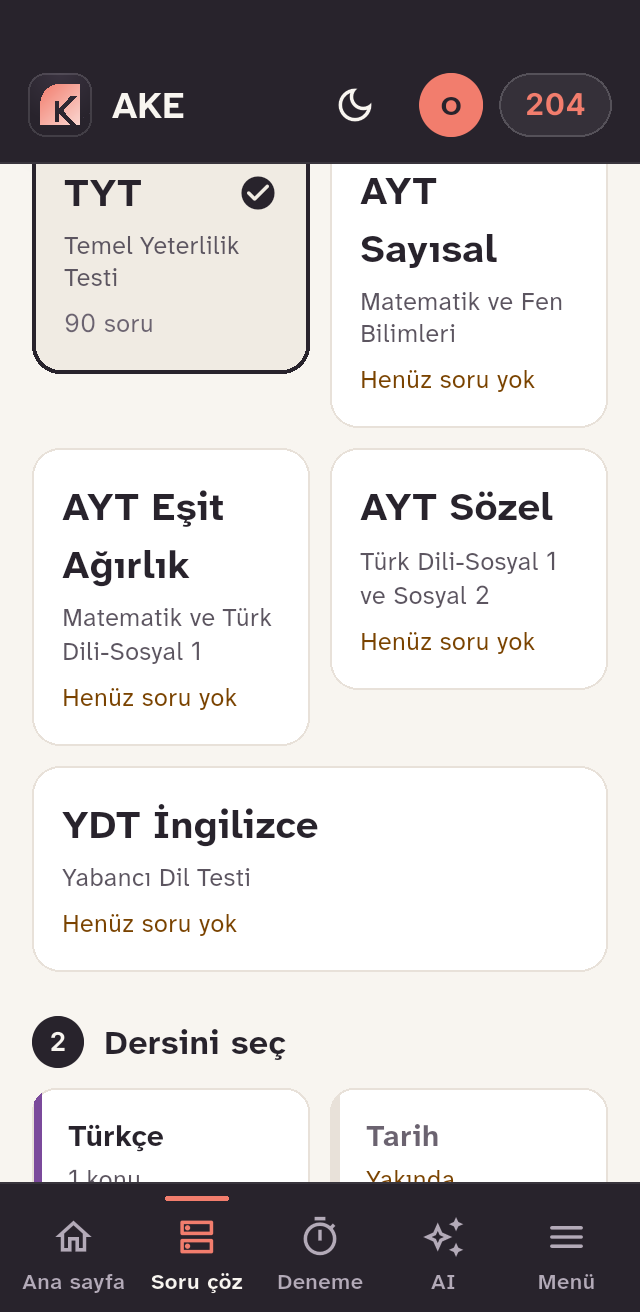 AKE
O
204
TYT
Temel Yeterlilik
Testi
90 soru
AYT
Sayısal
Matematik ve Fen
Bilimleri
Henüz soru yok
AYT Eşit
Ağırlık
Matematik ve Türk
Dili-Sosyal 1
Henüz soru yok
AYT Sözel
Türk Dili-Sosyal 1
ve Sosyal 2
Henüz soru yok
YDT İngilizce
Yabancı Dil Testi
Henüz soru yok
2 Dersini seç
Türkçe
1 konu
Tarih
Yakında
Ana sayfa
Soru çöz
Deneme
AI
Menü